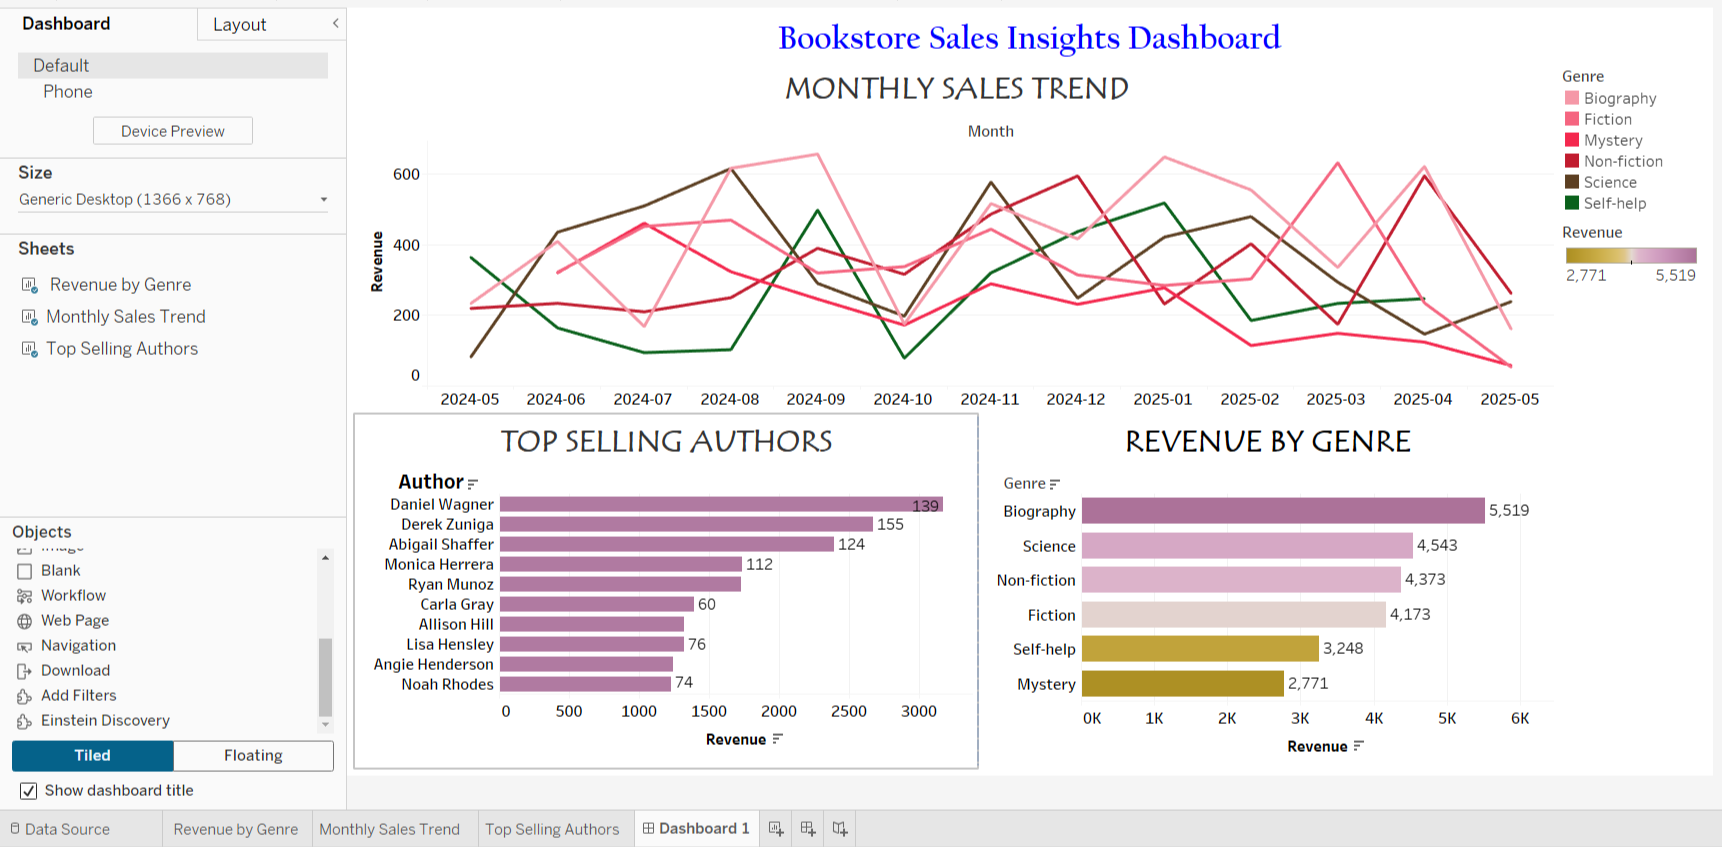 Dashboard
Layout
<
Default
Phone
Device Preview
Size
Generic Desktop (1366 x 768)
Sheets
Revenue by Genre
Monthly Sales Trend
Top Selling Authors
Objects
Image
Blank
Workflow
Web Page
Navigation
Download
Add Filters
Einstein Discovery
Tiled
Floating
Show dashboard title
Bookstore Sales Insights Dashboard
MONTHLY SALES TREND
Month
Revenue
600
400
200
0
2024-05 2024-06 2024-07 2024-08 2024-09 2024-10 2024-11 2024-12 2025-01 2025-02 2025-03 2025-04 2025-05
Genre
Biography
Fiction
Mystery
Non-fiction
Science
Self-help
Revenue
2,771 5,519
TOP SELLING AUTHORS
Author
Daniel Wagner 139
Derek Zuniga 155
Abigail Shaffer 124
Monica Herrera 112
Ryan Munoz
Carla Gray 60
Allison Hill
Lisa Hensley 76
Angie Henderson
Noah Rhodes 74
0 500 1000 1500 2000 2500 3000
Revenue
REVENUE BY GENRE
Genre
Biography 5,519
Science 4,543
Non-fiction 4,373
Fiction 4,173
Self-help 3,248
Mystery 2,771
0K 1K 2K 3K 4K 5K 6K
Revenue
Data Source
Revenue by Genre
Monthly Sales Trend
Top Selling Authors
Dashboard 1